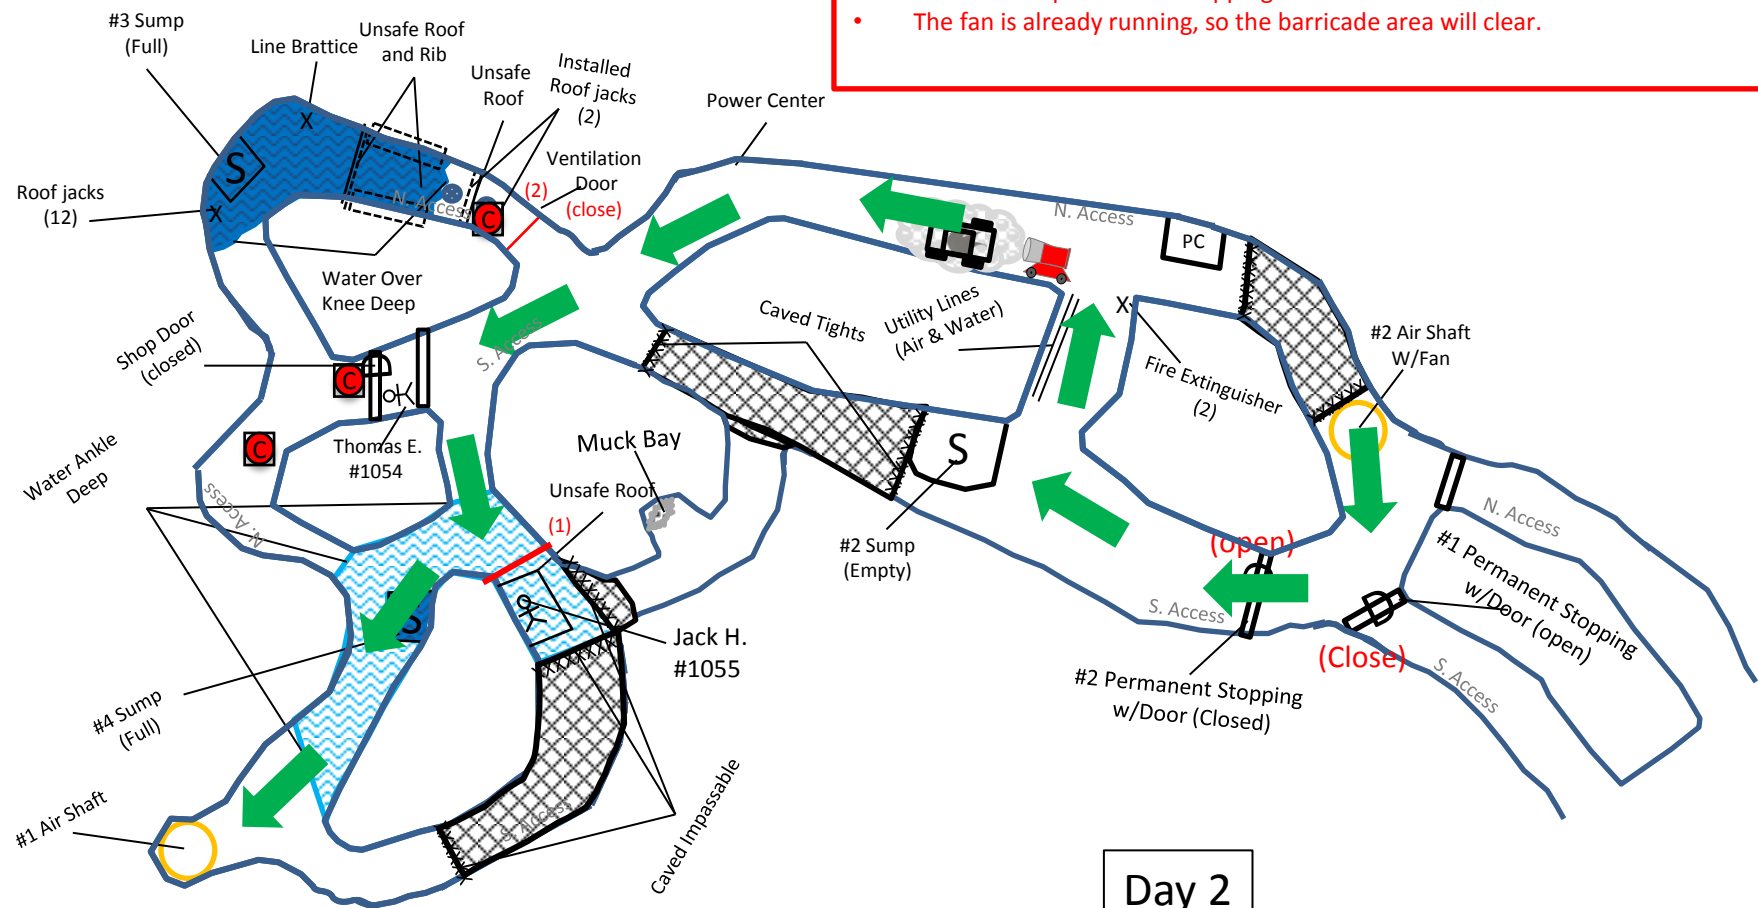 The fan is already running, so the barricade area will clear.
#3 Sump
(Full)
Line Brattice
Unsafe Roof
and Rib
Unsafe
Roof
Installed
Roof jacks
(2)
Ventilation
Door
(close)
(2)
Power Center
Roof jacks
(12)
S
X
X
N. Access
C
Water Over
Knee Deep
Shop Door
(closed)
S. Access
C
C
Thomas E.
#1054
Water Ankle
Deep
N. Access
Muck Bay
Unsafe Roof
(1)
Caved Tights
Utility Lines
(Air & Water)
N. Access
PC
X
Fire Extinguisher
(2)
#2 Air Shaft
W/Fan
S
#2 Sump
(Empty)
(open)
N. Access
#1 Permanent Stopping
w/Door (open)
S. Access
(Close)
S. Access
#2 Permanent Stopping
w/Door (Closed)
Jack H.
#1055
S
#4 Sump
(Full)
#1 Air Shaft
S. Access
Caved Impassable
Day 2